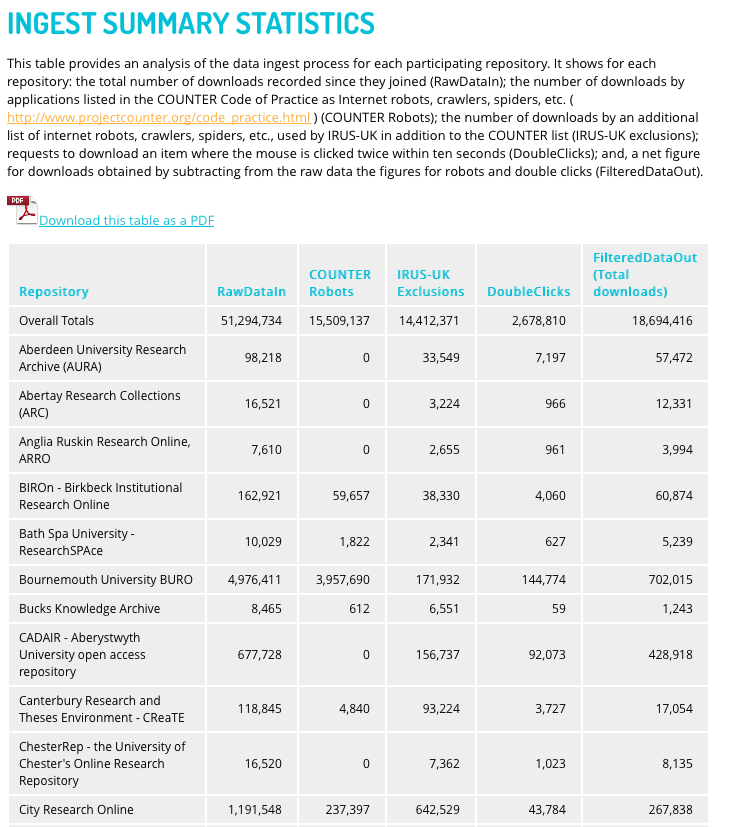 INGEST SUMMARY STATISTICS
This table provides an analysis of the data ingest process for each participating repository. It shows for each
repository: the total number of downloads recorded since they joined (RawDataIn); the number of downloads by
applications listed in the COUNTER Code of Practice as Internet robots, crawlers, spiders, etc. (
http://www.projectcounter.org/code_practice.html ) (COUNTER Robots); the number of downloads by an additional
list of internet robots, crawlers, spiders, etc., used by IRUS-UK in addition to the COUNTER list (IRUS-UK exclusions);
requests to download an item where the mouse is clicked twice within ten seconds (DoubleClicks); and, a net figure
for downloads obtained by subtracting from the raw data the figures for robots and double clicks (FilteredDataOut).
PDF
Download this table as a PDF
Repository RawDataIn COUNTER Robots IRUS-UK Exclusions DoubleClicks FilteredDataOut (Total downloads)
Overall Totals 51,294,734 15,509,137 14,412,371 2,678,810 18,694,416
Aberdeen University Research
Archive (AURA) 98,218 0 33,549 7,197 57,472
Abertay Research Collections
(ARC) 16,521 0 3,224 966 12,331
Anglia Ruskin Research Online,
ARRO 7,610 0 2,655 961 3,994
BIROn - Birkbeck Institutional
Research Online 162,921 59,657 38,330 4,060 60,874
Bath Spa University -
ResearchSPAce 10,029 1,822 2,341 627 5,239
Bournemouth University BURO 4,976,411 3,957,690 171,932 144,774 702,015
Bucks Knowledge Archive 8,465 612 6,551 59 1,243
CADAIR - Aberystwyth
University open access
repository 677,728 0 156,737 92,073 428,918
Canterbury Research and
Theses Environment - CReaTE 118,845 4,840 93,224 3,727 17,054
ChesterRep - the University of
Chester's Online Research
Repository 16,520 0 7,362 1,023 8,135
City Research Online 1,191,548 237,397 642,529 43,784 267,838